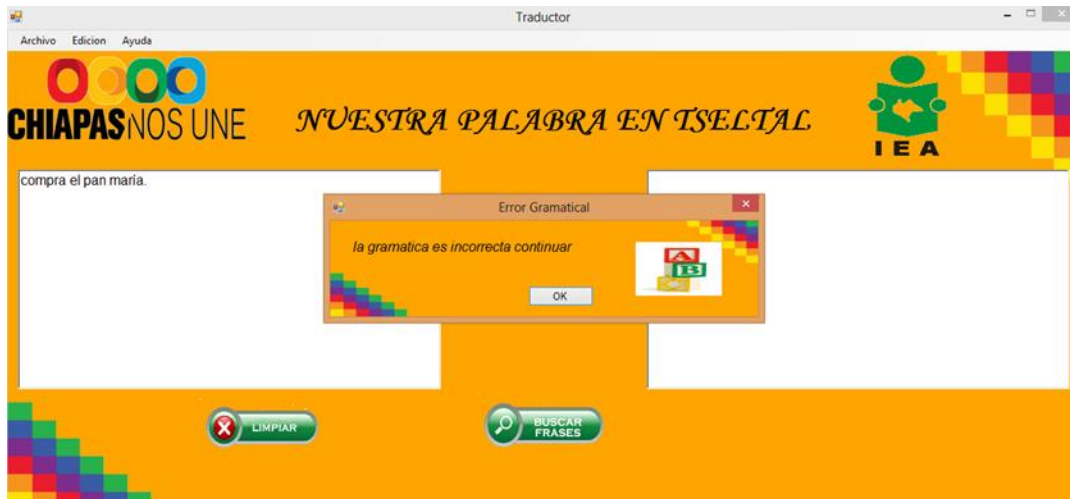 Traductor
Archivo Edicion Ayuda
CHIAPAS NOS UNE
NUESTRA PALABRA EN TSELTAL
IEA
compra el pan maría.
Error Gramatical
la gramatica es incorrecta continuar
A
B
C
OK
LIMPIAR
BUSCAR
FRASES